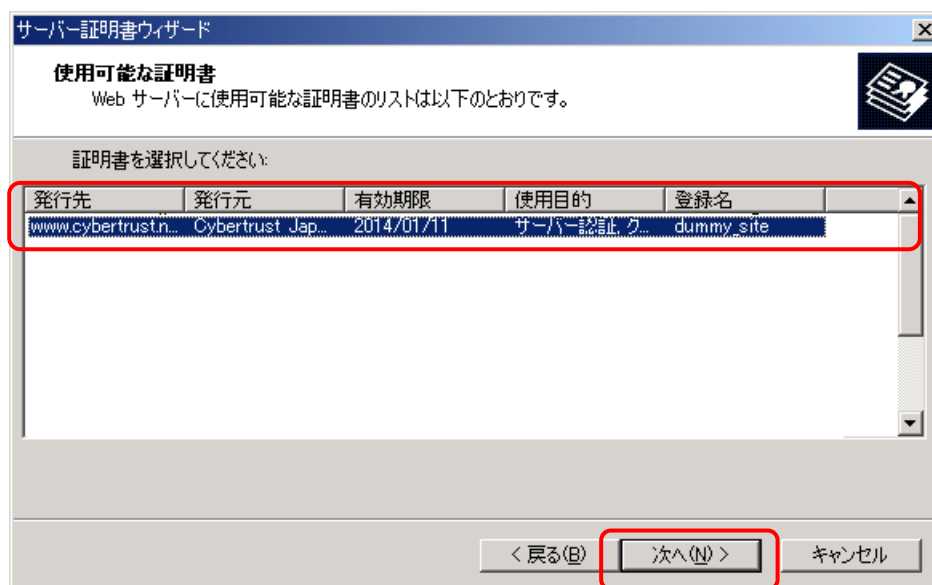 サーバー証明書ウィザード
使用可能な証明書
Web サーバーに使用可能な証明書のリストは以下のとおりです。
証明書を選択してください:
発行先 発行元 有効期限 使用目的 登録名
www.cybertrust.n... Cybertrust Jap... 2014/01/11 サーバー認証, ク... dummy_site
< 戻る(B) 次へ(N) > キャンセル